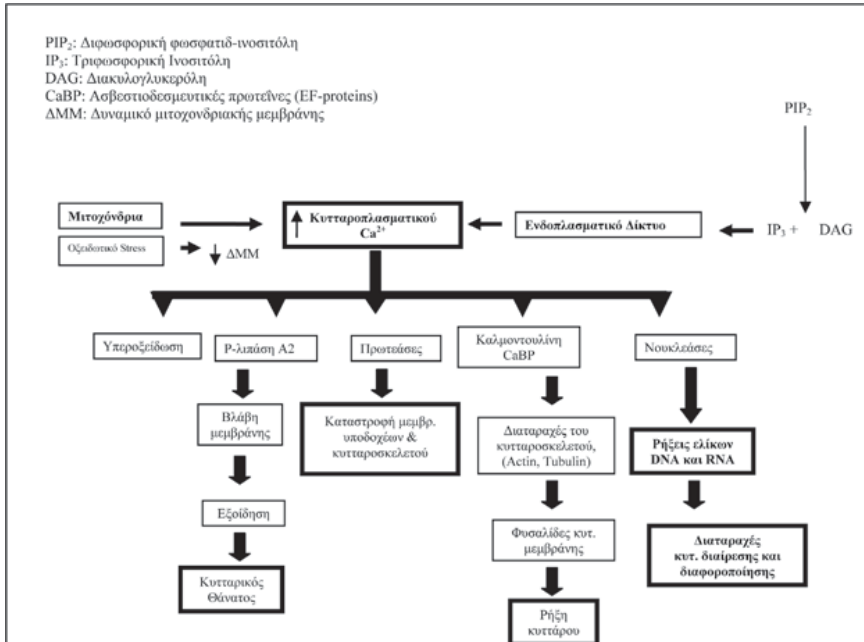 PIP₂: Διφωσφορική φωσφατιδ-ινοσιτόλη
IP₃: Τριφωσφορική Ινοσιτόλη
DAG: Διακυλογλυκερόλη
CaBP: Ασβεστιοδεσμευτικές πρωτεΐνες (EF-proteins)
ΔΜΜ: Δυναμικό μιτοχονδριακής μεμβράνης
PIP₂
Μιτοχόνδρια
Οξειδωτικό Stress
ΔΜΜ
Κυτταροπλασματικού
Ca²⁺
Ενδοπλασματικό Δίκτυο
IP₃ + DAG
Υπεροξείδωση
Ρ-λιπάση Α2
Πρωτεάσες
Καλμοντουλίνη
CaBP
Νουκλεάσες
Βλάβη
μεμβράνης
Καταστροφή μεμβρ.
υποδοχέων &
κυτταροσκελετού
Διαταραχές του
κυτταροσκελετού,
(Actin, Tubulin)
Ρήξεις ελίκων
DNA και RNA
Εξοίδηση
Φυσαλίδες κυτ.
μεμβράνης
Διαταραχές
κυτ. διαίρεσης και
διαφοροποίησης
Κυτταρικός
Θάνατος
Ρήξη
κυττάρου